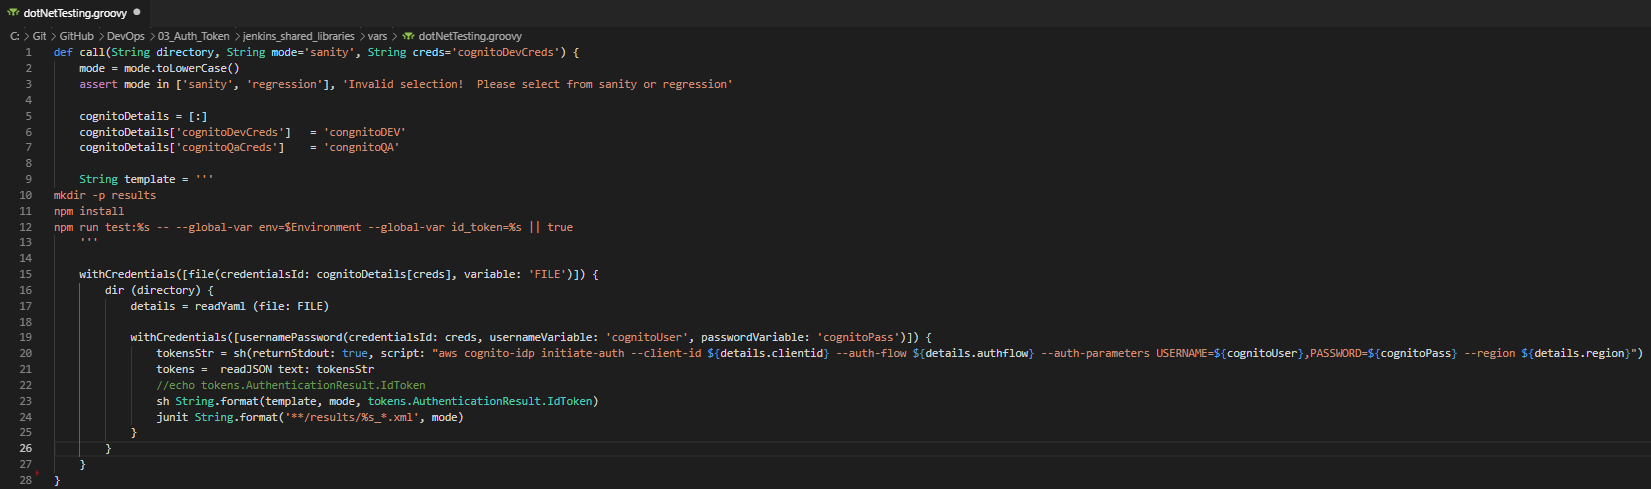 dotNetTesting.groovy
C: > Git > GitHub > DevOps > 03_Auth_Token > jenkins_shared_libraries > vars > dotNetTesting.groovy
1 def call(String directory, String mode='sanity', String creds='cognitoDevCreds') {
2     mode = mode.toLowerCase()
3     assert mode in ['sanity', 'regression'], 'Invalid selection!  Please select from sanity or regression'
4
5     cognitoDetails = [:]
6     cognitoDetails['cognitoDevCreds']   = 'congnitoDEV'
7     cognitoDetails['cognitoQaCreds']    = 'congnitoQA'
8
9     String template = '''
10 mkdir -p results
11 npm install
12 npm run test:%s -- --global-var env=$Environment --global-var id_token=%s || true
13     '''
14
15     withCredentials([file(credentialsId: cognitoDetails[creds], variable: 'FILE')]) {
16         dir (directory) {
17             details = readYaml (file: FILE)
18
19             withCredentials([usernamePassword(credentialsId: creds, usernameVariable: 'cognitoUser', passwordVariable: 'cognitoPass')]) {
20                 tokensStr = sh(returnStdout: true, script: "aws cognito-idp initiate-auth --client-id ${details.clientid} --auth-flow ${details.authflow} --auth-parameters USERNAME=${cognitoUser},PASSWORD=${cognitoPass} --region ${details.region}")
21                 tokens =  readJSON text: tokensStr
22                 //echo tokens.AuthenticationResult.IdToken
23                 sh String.format(template, mode, tokens.AuthenticationResult.IdToken)
24                 junit String.format('**/results/%s_*.xml', mode)
25             }
26         }
27     }
28 }